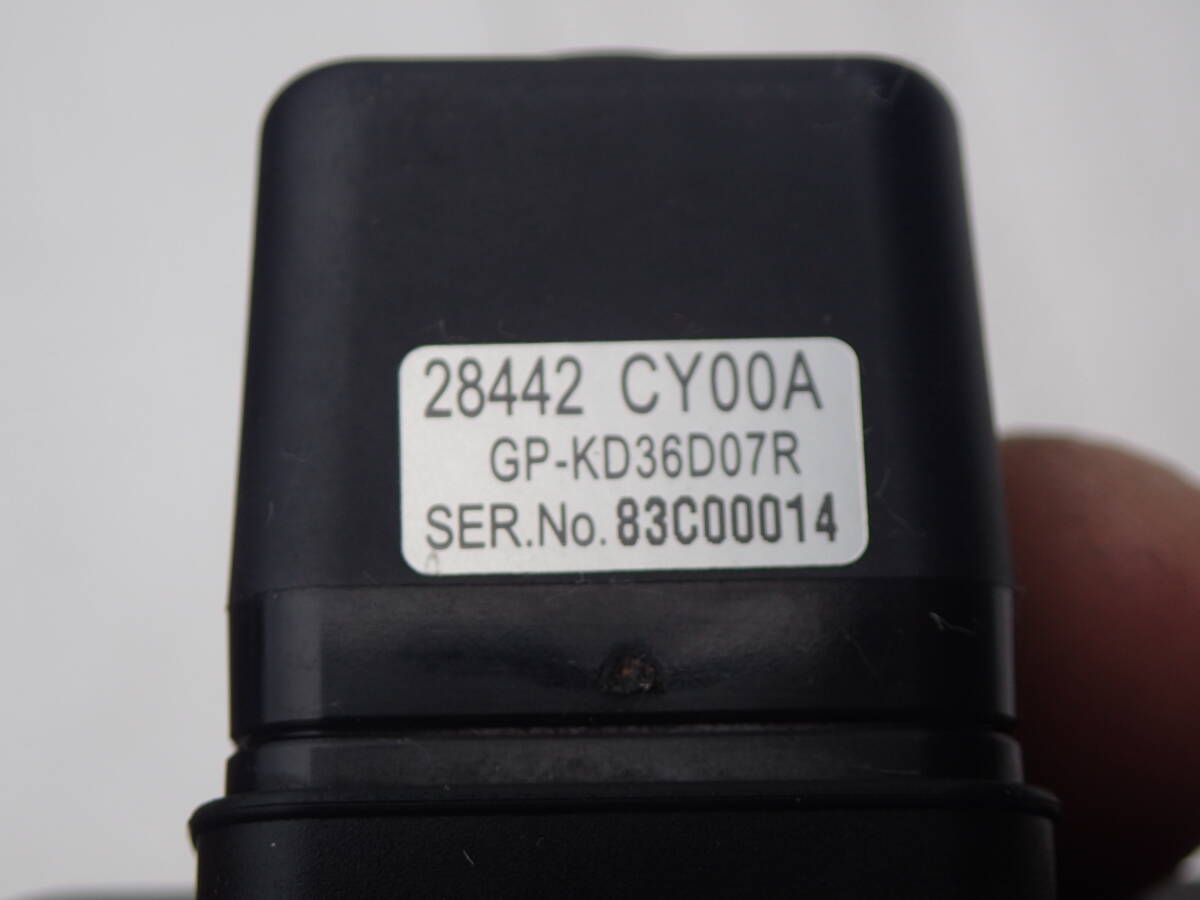 28442 CY00A
GP-KD36D07R
SER.No. 83C00014